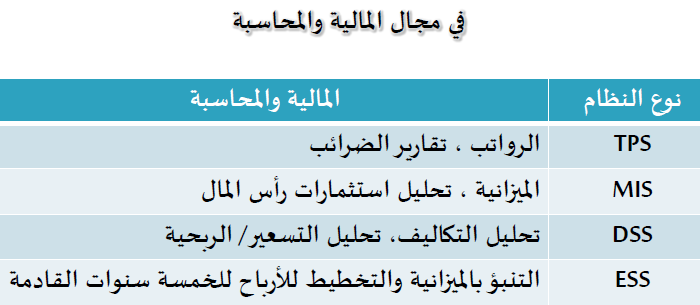 في مجال المالية والمحاسبة
نوع النظام المالية والمحاسبة
TPS الرواتب ، تقارير الضرائب
MIS الميزانية ، تحليل استثمارات رأس المال
DSS تحليل التكاليف، تحليل التسعير/ الربحية
ESS التنبؤ بالميزانية والتخطيط للأرباح للخمسة سنوات القادمة